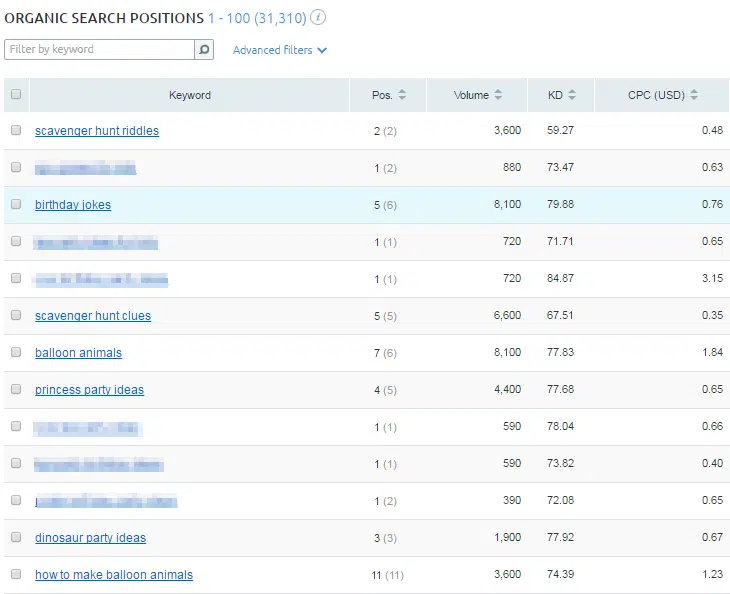 ORGANIC SEARCH POSITIONS 1 - 100 (31,310) i
Filter by keyword Advanced filters
Keyword Pos. Volume KD CPC (USD)
scavenger hunt riddles 2 (2) 3,600 59.27 0.48
1 (2) 880 73.47 0.63
birthday jokes 5 (6) 8,100 79.88 0.76
1 (1) 720 71.71 0.65
1 (1) 720 84.87 3.15
scavenger hunt clues 5 (5) 6,600 67.51 0.35
balloon animals 7 (6) 8,100 77.83 1.84
princess party ideas 4 (5) 4,400 77.68 0.65
1 (1) 590 78.04 0.66
1 (1) 590 73.82 0.40
1 (2) 390 72.08 0.65
dinosaur party ideas 3 (3) 1,900 77.92 0.67
how to make balloon animals 11 (11) 3,600 74.39 1.23